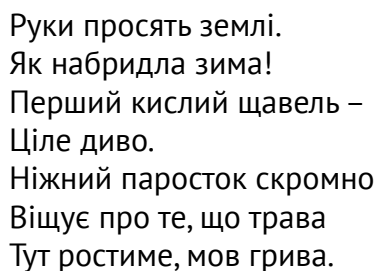 Руки просять землі.
Як набридла зима!
Перший кислий щавель –
Ціле диво.
Ніжний паросток скромно
Віщує про те, що трава
Тут ростиме, мов грива.